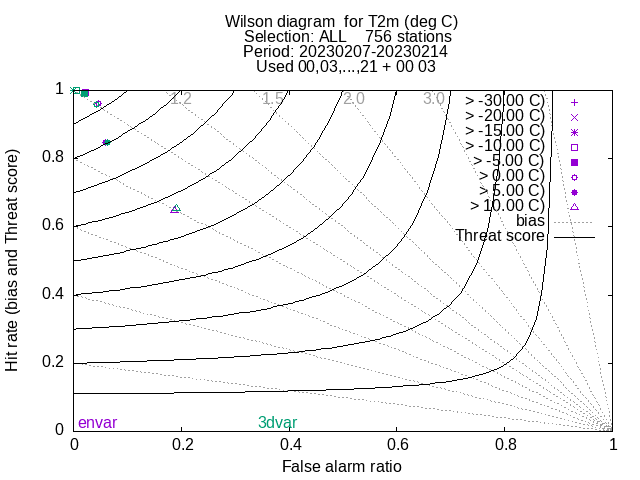 Wilson diagram  for T2m (deg C)
Selection: ALL    756 stations
Period: 20230207-20230214
Used 00,03,...,21 + 00 03
1.2 1.5 2.0 3.0
> -30.00 C)
> -20.00 C)
> -15.00 C)
> -10.00 C)
> -5.00 C)
> 0.00 C)
> 5.00 C)
> 10.00 C)
bias
Threat score
1
0.8
0.6
0.4
0.2
0
Hit rate (bias and Threat score)
envar 3dvar
0 0.2 0.4 0.6 0.8 1
False alarm ratio